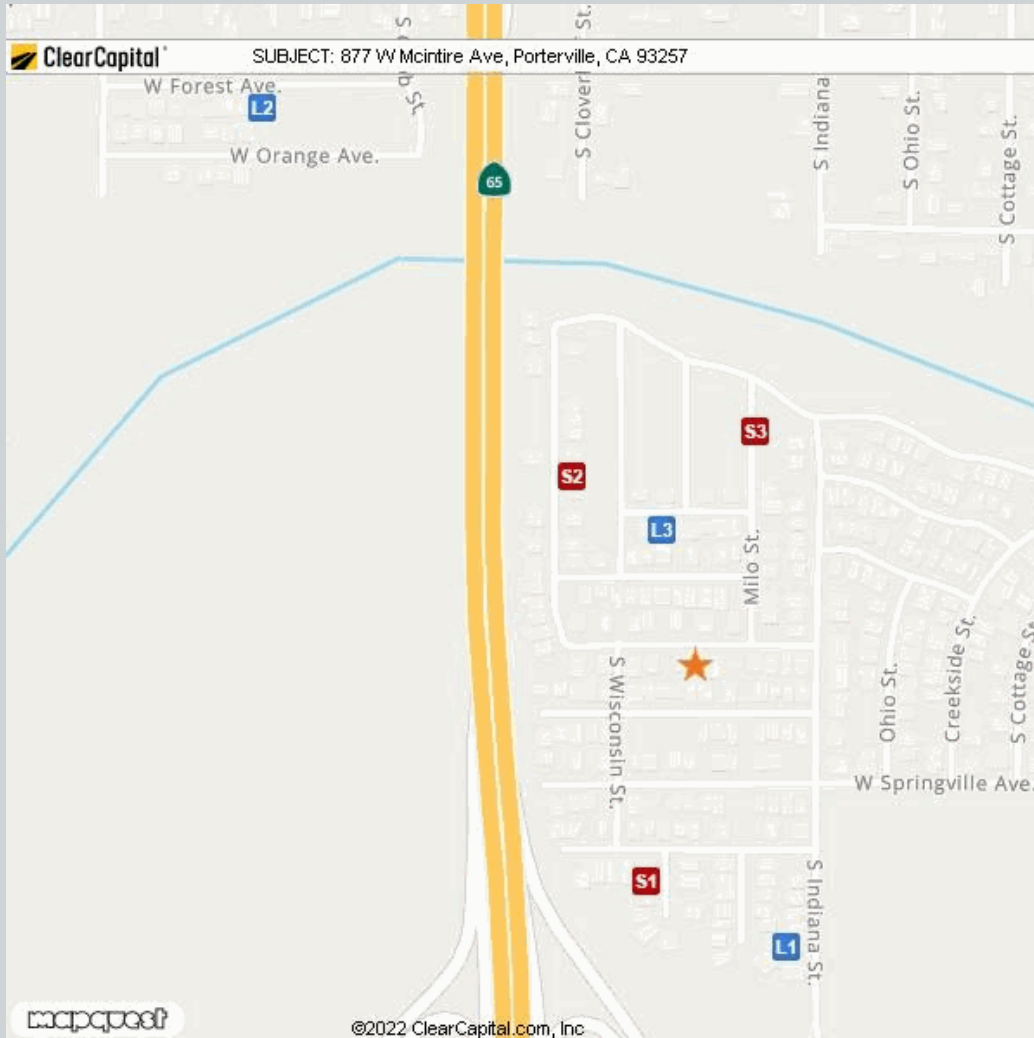 ClearCapital
SUBJECT: 877 W Mcintire Ave, Porterville, CA 93257
W Forest Ave.
L2
W Orange Ave.
65
S Indiana
S Ohio St.
S Cottage St.
S3
S2
L3
Milo St.
S Wisconsin St.
Ohio St.
Creekside St.
S Cottage St
W Springville Ave.
S1
S Indiana St.
L1
mapquest
©2022 ClearCapital.com, Inc